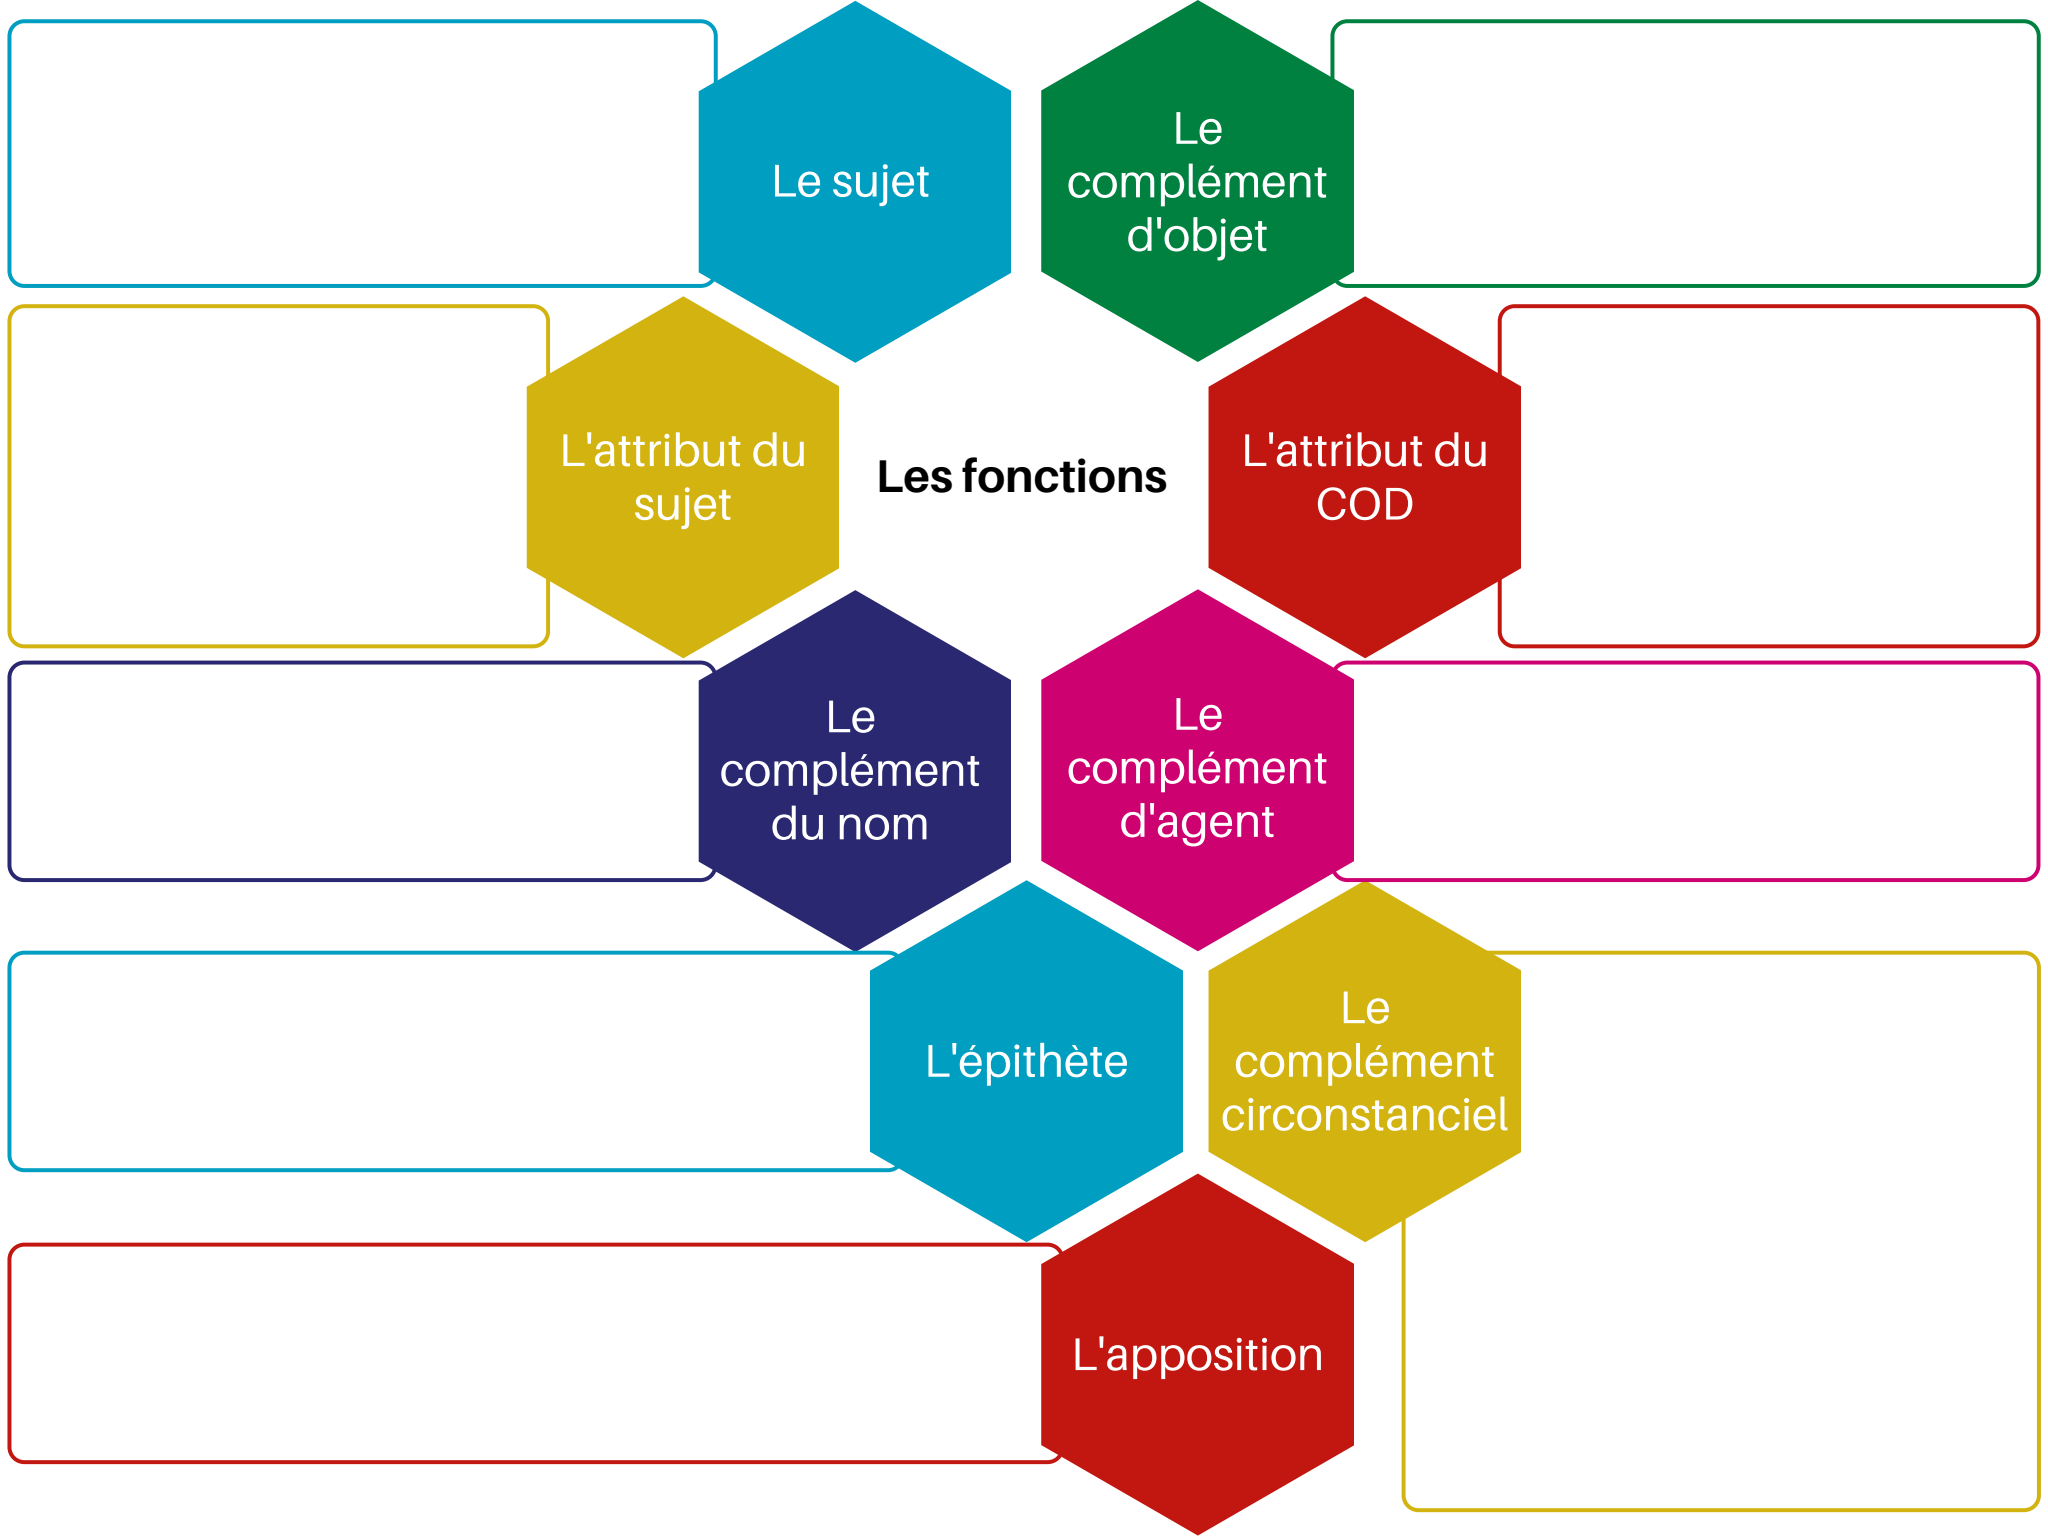 Le sujet
Le
complément
d'objet
L'attribut du
sujet
Les fonctions
L'attribut du
COD
Le
complément
du nom
Le
complément
d'agent
L'épithète
Le
complément
circonstanciel
L'apposition